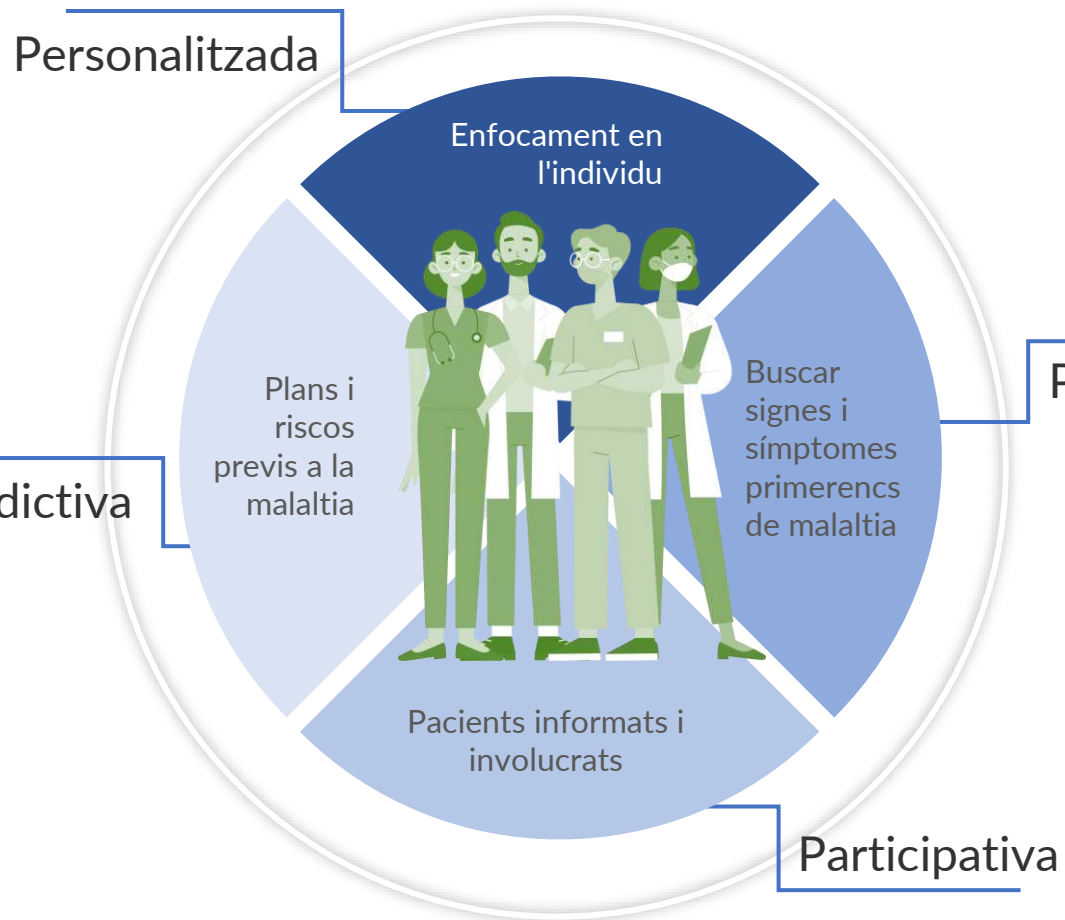 Personalitzada
Enfocament en
l'individu
Buscar
signes i
símptomes
primerencs
de malaltia
P
Plans i
riscos
previs a la
malaltia
dictiva
Pacients informats i
involucrats
Participativa